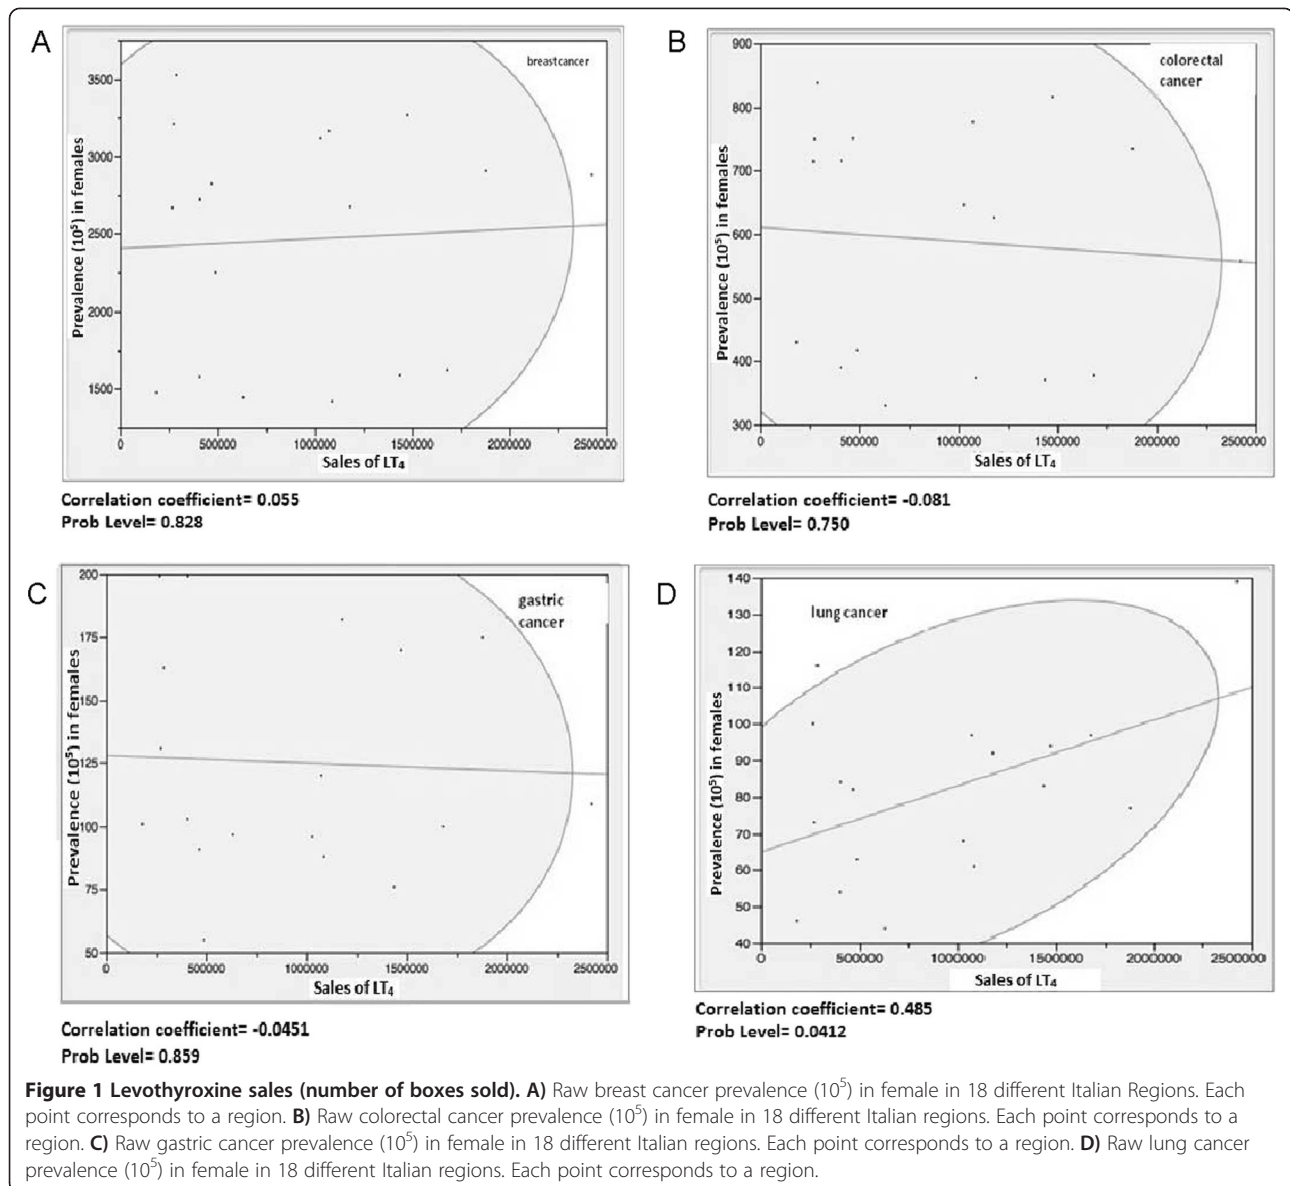 A
breastcancer
Prevalence (10⁵) in females
3500
3000
2500
2000
1500
0
500000
1000000
1500000
2000000
2500000
Sales of LT₄
Correlation coefficient= 0.055
Prob Level= 0.828
B
colorectal
cancer
Prevalence (10⁵) in females
900
800
700
600
500
400
300
0
500000
1000000
1500000
2000000
2500000
Sales of LT₄
Correlation coefficient= -0.081
Prob Level= 0.750
C
gastric
cancer
Prevalence (10⁵) in females
200
175
150
125
100
75
50
0
500000
1000000
1500000
2000000
2500000
Sales of LT₄
Correlation coefficient= -0.0451
Prob Level= 0.859
D
lung cancer
Prevalence (10⁵) in females
140
130
120
110
100
90
80
70
60
50
40
0
500000
1000000
1500000
2000000
2500000
Sales of LT₄
Correlation coefficient= 0.485
Prob Level= 0.0412
Figure 1 Levothyroxine sales (number of boxes sold). A) Raw breast cancer prevalence (10⁵) in female in 18 different Italian Regions. Each
point corresponds to a region. B) Raw colorectal cancer prevalence (10⁵) in female in 18 different Italian regions. Each point corresponds to a
region. C) Raw gastric cancer prevalence (10⁵) in female in 18 different Italian regions. Each point corresponds to a region. D) Raw lung cancer
prevalence (10⁵) in female in 18 different Italian regions. Each point corresponds to a region.